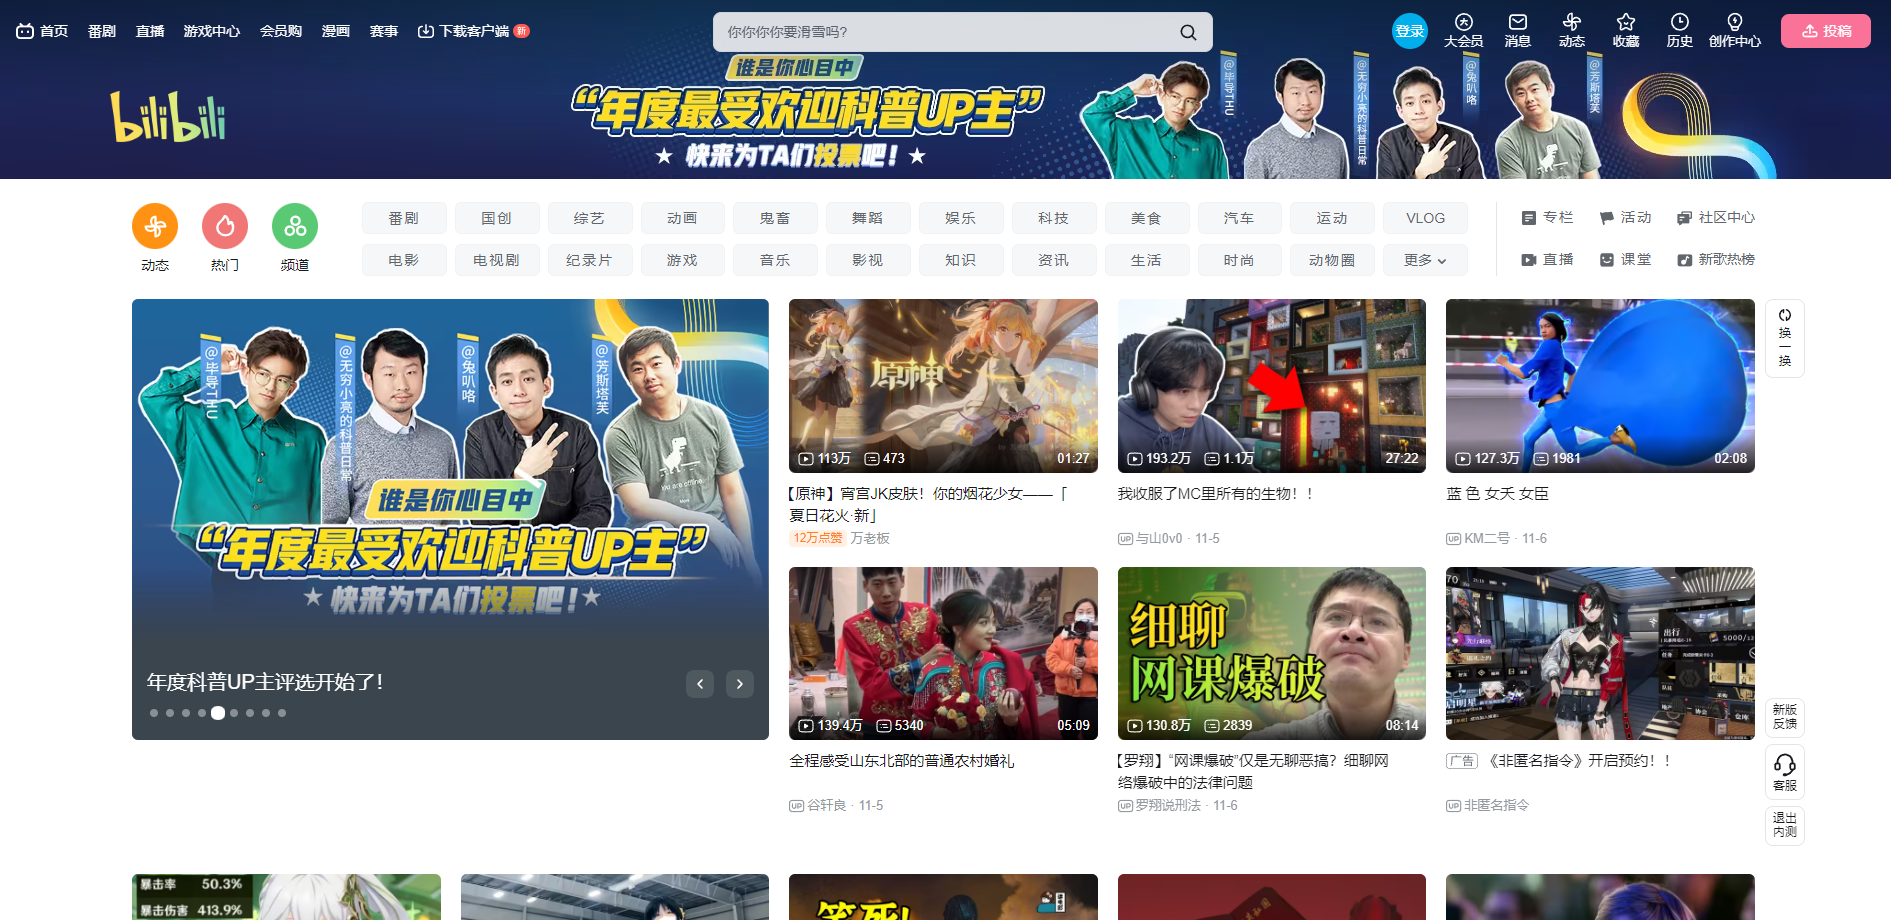 首页 番剧 直播 游戏中心 会员购 漫画 赛事 下载客户端 新
你你你你要滑雪吗?
登录 大会员 消息 动态 收藏 历史 创作中心 投稿
bilibili
谁是你心目中
“年度最受欢迎科普UP主”
★ 快来为TA们投票吧！★
@毕导THU
@无穷小亮的科普日常
@兔叭咯
@芳斯塔芙
动态 热门 频道
番剧 国创 综艺 动画 鬼畜 舞蹈 娱乐 科技 美食 汽车 运动 VLOG
电影 电视剧 纪录片 游戏 音乐 影视 知识 资讯 生活 时尚 动物圈 更多
专栏 活动 社区中心
直播 课堂 新歌热榜
@毕导THU
@无穷小亮的科普日常
@兔叭咯
@芳斯塔芙
You are offline.
谁是你心目中
“年度最受欢迎科普UP主”
★ 快来为TA们投票吧！★
年度科普UP主评选开始了！
原神
113万 473 01:27
【原神】宵宫JK皮肤！你的烟花少女——「
夏日花火·新」
12万点赞 万老板
193.2万 1.1万 27:22
我收服了MC里所有的生物！！
UP 与山0v0 · 11-5
127.3万 1981 02:08
蓝 色 女夭 女臣
UP KM二号 · 11-6
换一换
139.4万 5340 05:09
全程感受山东北部的普通农村婚礼
UP 谷轩良 · 11-5
细聊
网课爆破
130.8万 2839 08:14
【罗翔】“网课爆破”仅是无聊恶搞？细聊网
络爆破中的法律问题
UP 罗翔说刑法 · 11-6
出行
5000/12
启明星
广告 《非匿名指令》开启预约！！
UP 非匿名指令
新版
反馈
客服
退出
内测
暴击率 50.3%
暴击伤害 413.9%
笑死!